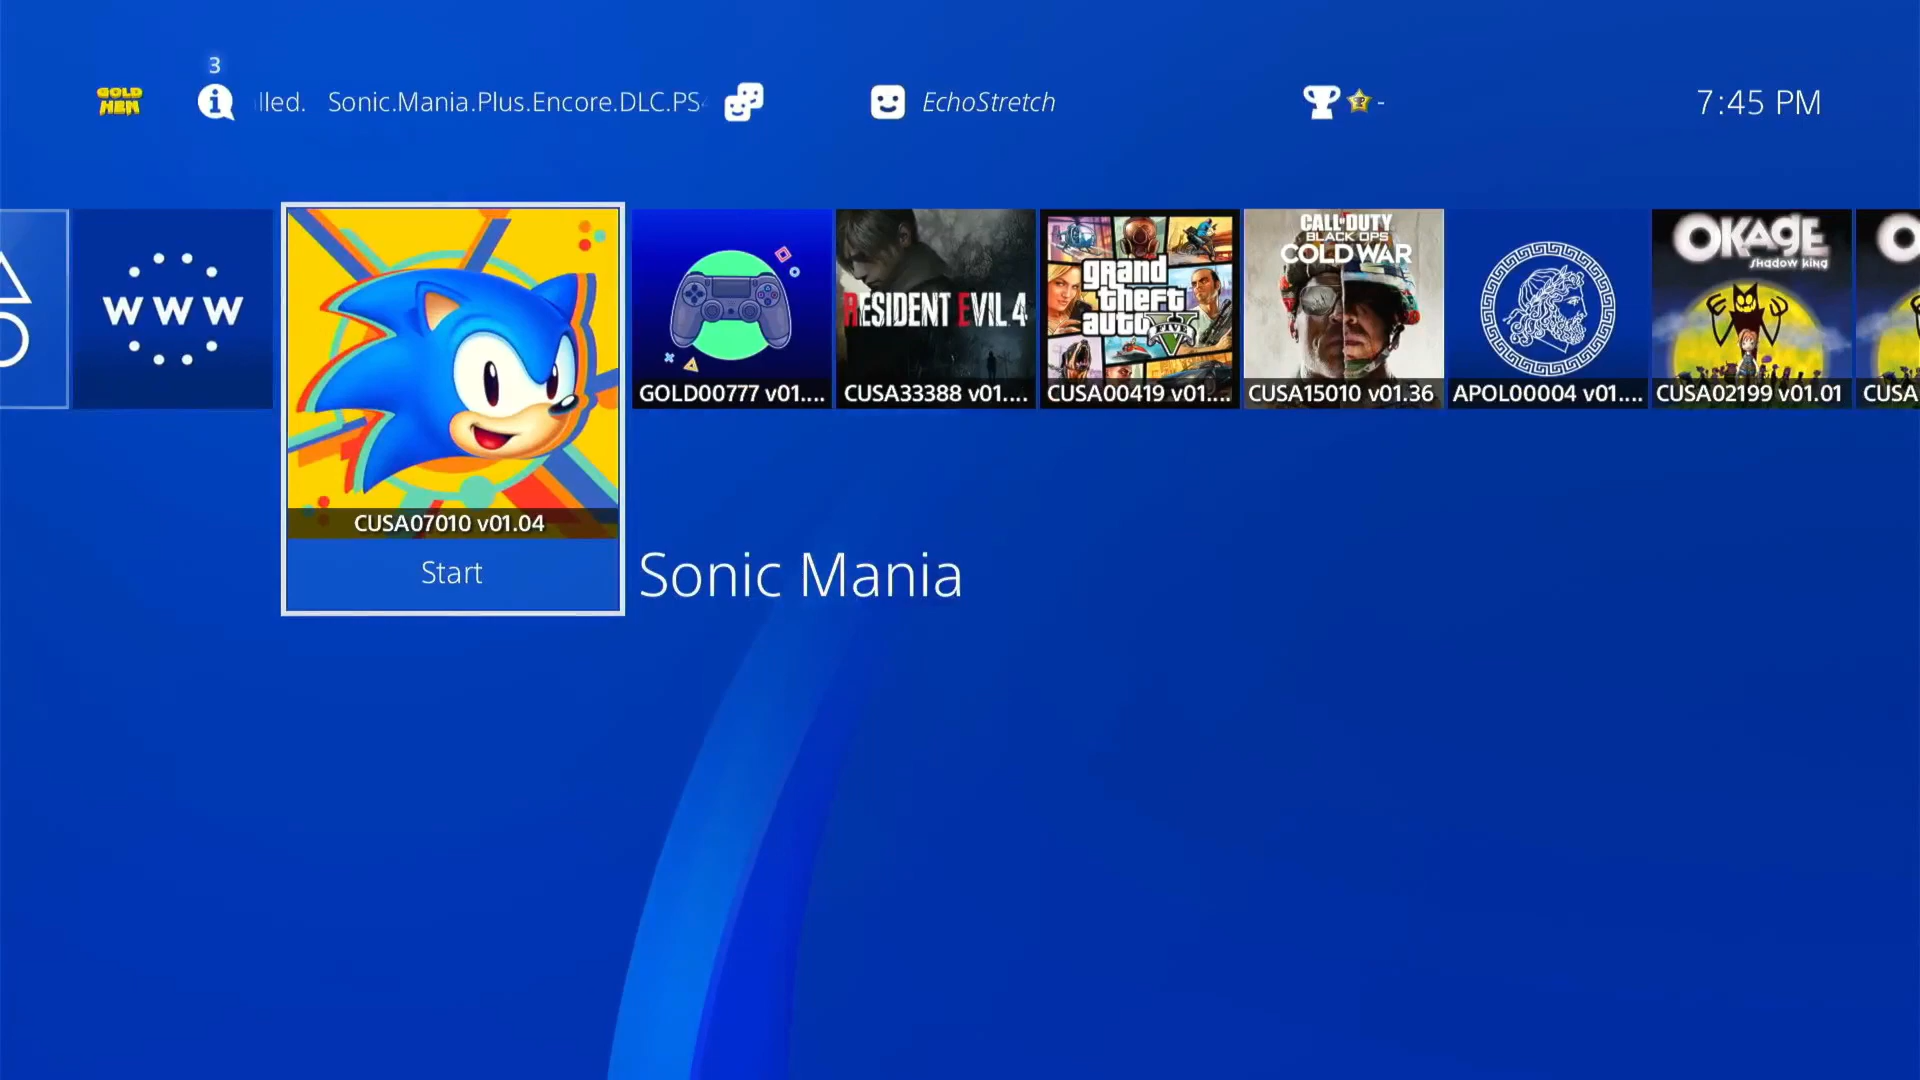 3
GOLD
HEN
lled. Sonic.Mania.Plus.Encore.DLC.PS4
EchoStretch
-
7:45 PM
WWW
CUSA07010 v01.04
Start
Sonic Mania
GOLD00777 v01....
RESIDENT EVIL 4
CUSA33388 v01....
grand
theft
auto
FIVE
CUSA00419 v01....
CALL OF DUTY
BLACK OPS
COLD WAR
CUSA15010 v01.36
APOL00004 v01....
OKAGE
Shadow King
CUSA02199 v01.01
O
CUSA